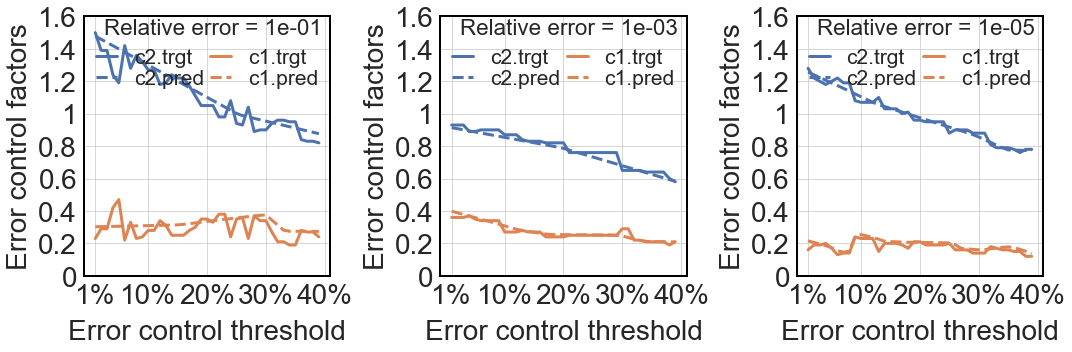 Relative error = 1e-01
c2.trgt c1.trgt
c2.pred c1.pred
Error control factors
1.6
1.4
1.2
1
0.8
0.6
0.4
0.2
0
1% 10% 20% 30% 40%
Error control threshold
Relative error = 1e-03
c2.trgt c1.trgt
c2.pred c1.pred
Error control factors
1.6
1.4
1.2
1
0.8
0.6
0.4
0.2
0
1% 10% 20% 30% 40%
Error control threshold
Relative error = 1e-05
c2.trgt c1.trgt
c2.pred c1.pred
Error control factors
1.6
1.4
1.2
1
0.8
0.6
0.4
0.2
0
1% 10% 20% 30% 40%
Error control threshold